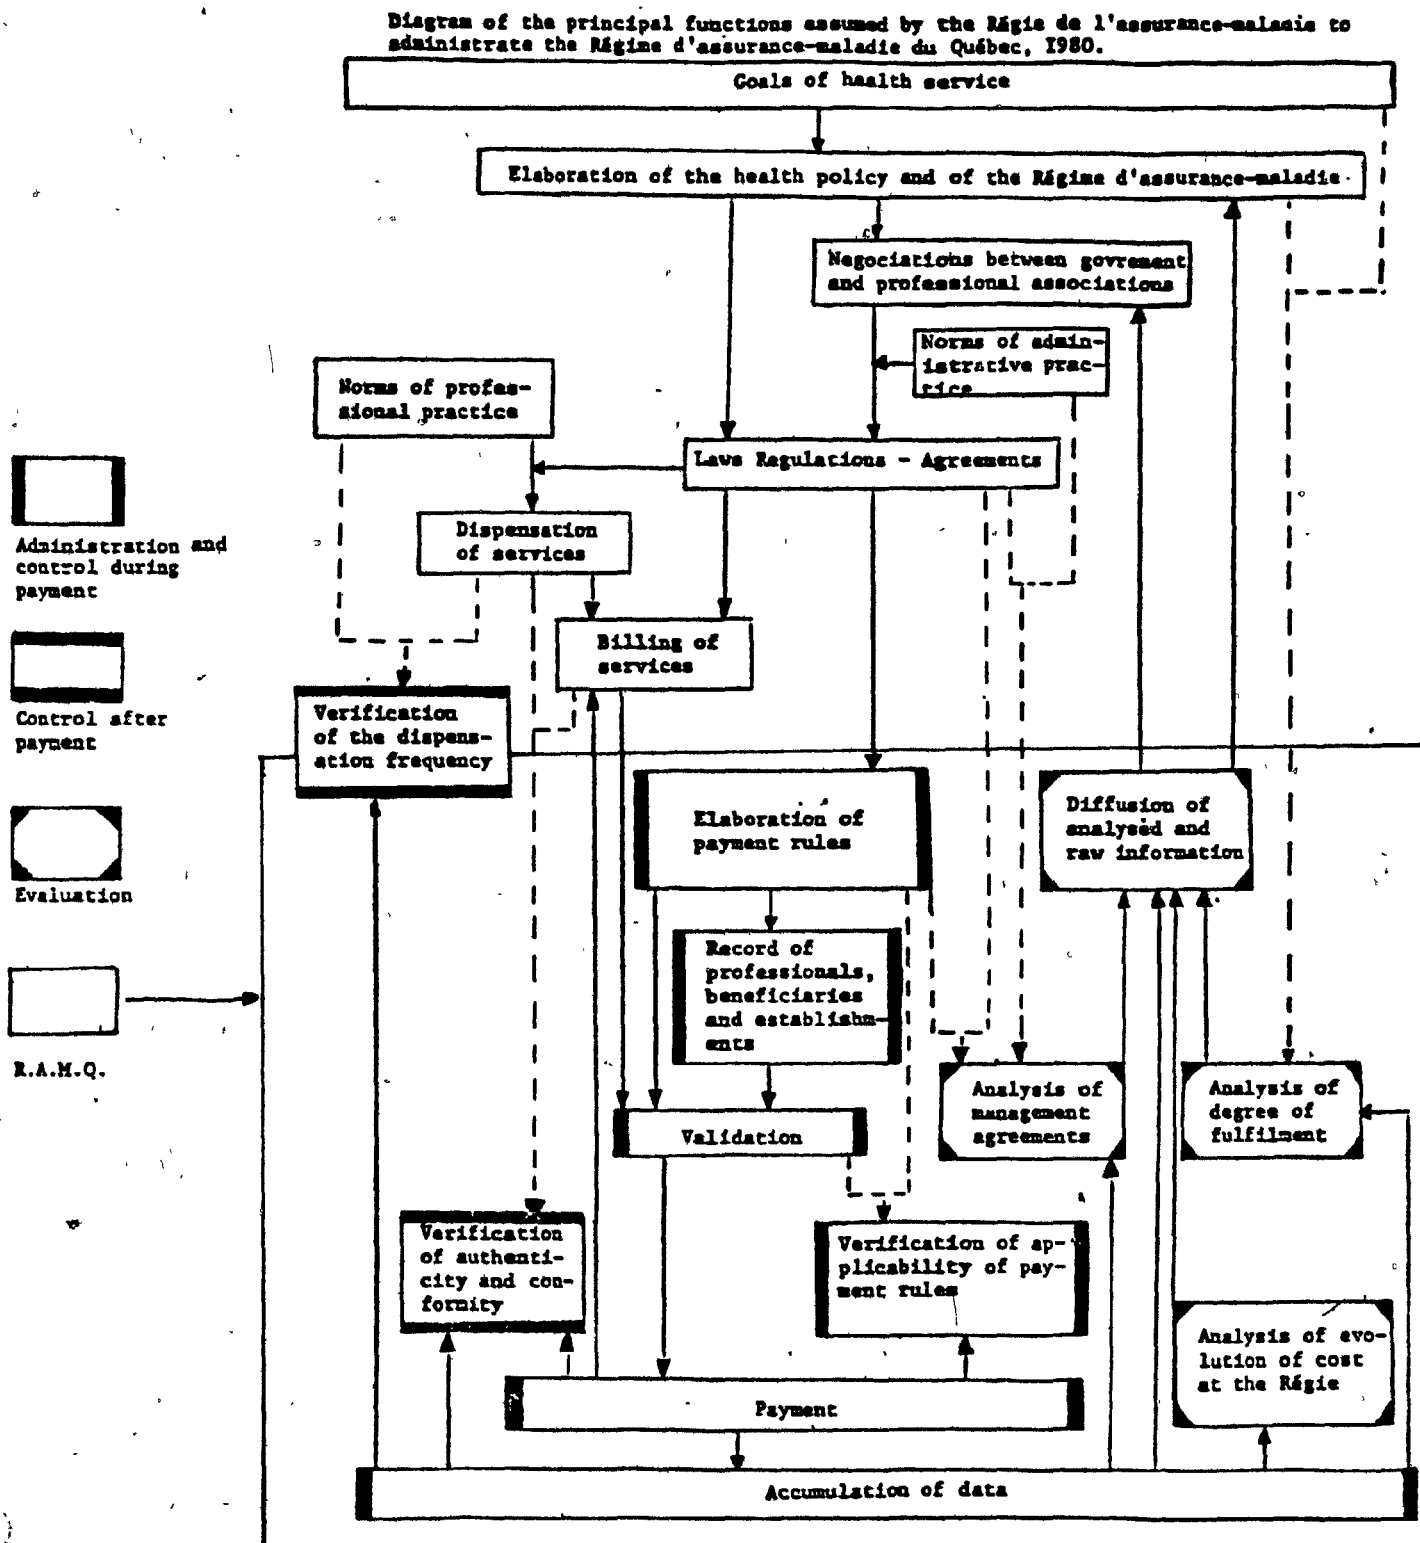 Diagram of the principal functions assumed by the Régie de l'assurance-maladie to
administrate the Régime d'assurance-maladie du Québec, 1980.
Goals of haalth service
Elaboration of the health policy and of the Régime d'assurance-maladie
Negociations between govrement
and professional associations
Norms of admin-
istrative prac-
tice
Norms of profes-
sional practice
Laws Regulations - Agreements
Dispensation
of services
Administration and
control during
payment
Billing of
services
Control after
payment
Verification
of the dispens-
ation frequency
Elaboration of
payment rules
Diffusion of
analysed and
raw information
Evaluation
Record of
professionals,
beneficiaries
and establishm-
ents
R.A.M.Q.
Analysis of
management
agreements
Analysis of
degree of
fulfilment
Validation
Verification
of authenti-
city and con-
formity
Verification of ap-
plicability of pay-
ment rules
Analysis of evo-
lution of cost
at the Régie
Payment
Accumulation of data